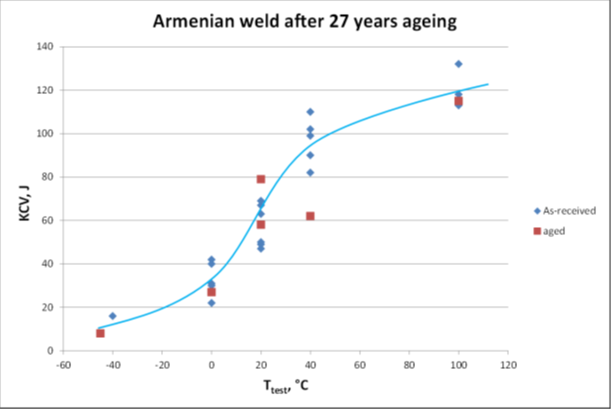 Armenian weld after 27 years ageing
140
120
100
80
60
40
20
0
-60 -40 -20 0 20 40 60 80 100 120
KCV, J
Ttest, °C
As-received
aged